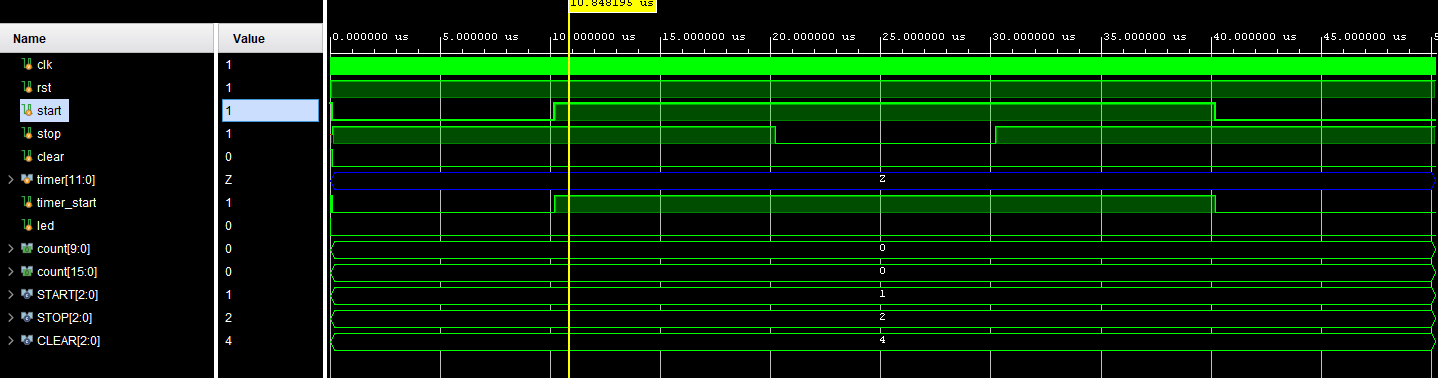 10.848195 us
Name Value
0.000000 us 5.000000 us 10.000000 us 15.000000 us 20.000000 us 25.000000 us 30.000000 us 35.000000 us 40.000000 us 45.000000 us 5
clk 1
rst 1
start 1
stop 1
clear 0
timer[11:0] Z Z
timer_start 1
led 0
count[9:0] 0 0
count[15:0] 0 0
START[2:0] 1 1
STOP[2:0] 2 2
CLEAR[2:0] 4 4